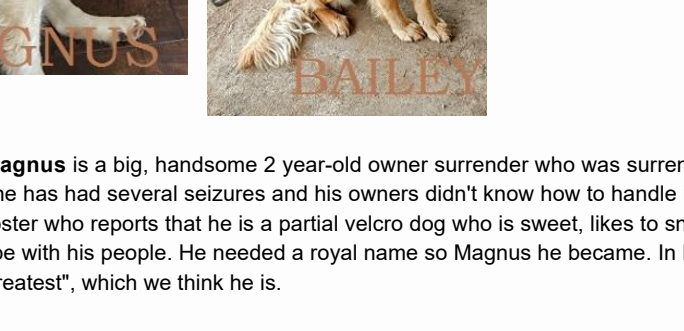 GNUS
BAILEY
agnus is a big, handsome 2 year-old owner surrender who was surren
he has had several seizures and his owners didn't know how to handle
oster who reports that he is a partial velcro dog who is sweet, likes to sn
be with his people. He needed a royal name so Magnus he became. In
reatest", which we think he is.